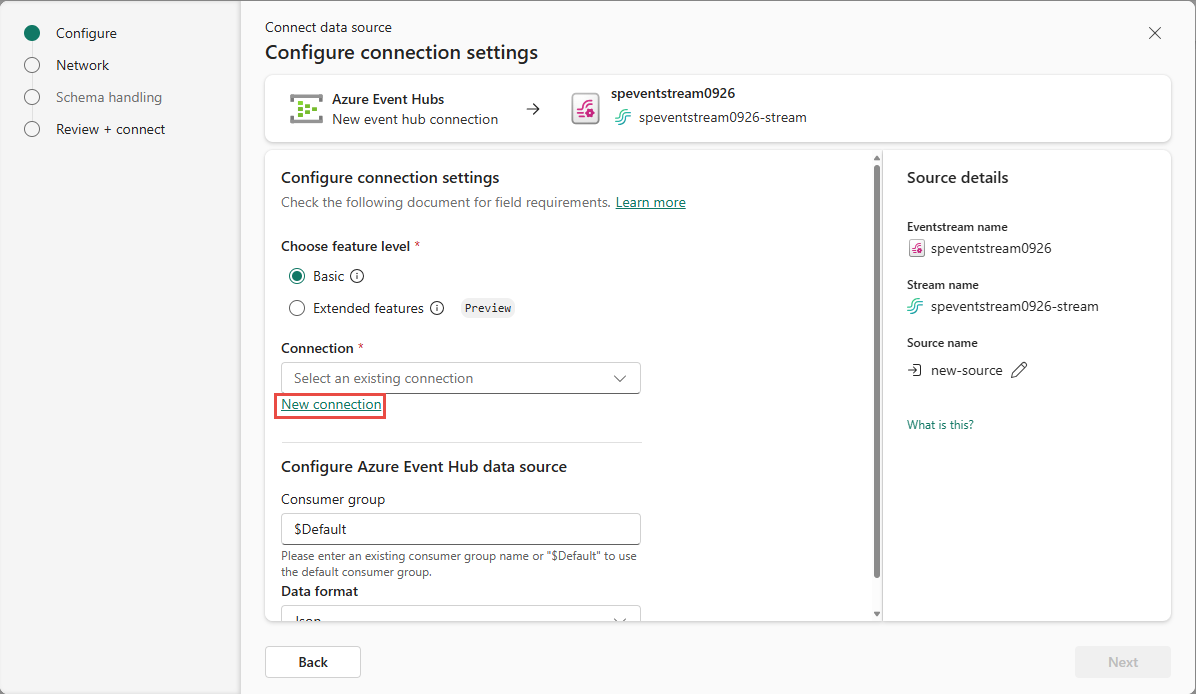 Configure
Network
Schema handling
Review + connect
Connect data source
Configure connection settings
Azure Event Hubs
New event hub connection
speventstream0926
speventstream0926-stream
Configure connection settings
Check the following document for field requirements. Learn more
Choose feature level *
Basic
Extended features Preview
Connection *
Select an existing connection
New connection
Configure Azure Event Hub data source
Consumer group
$Default
Please enter an existing consumer group name or "$Default" to use
the default consumer group.
Data format
Json
Source details
Eventstream name
speventstream0926
Stream name
speventstream0926-stream
Source name
new-source
What is this?
Back
Next